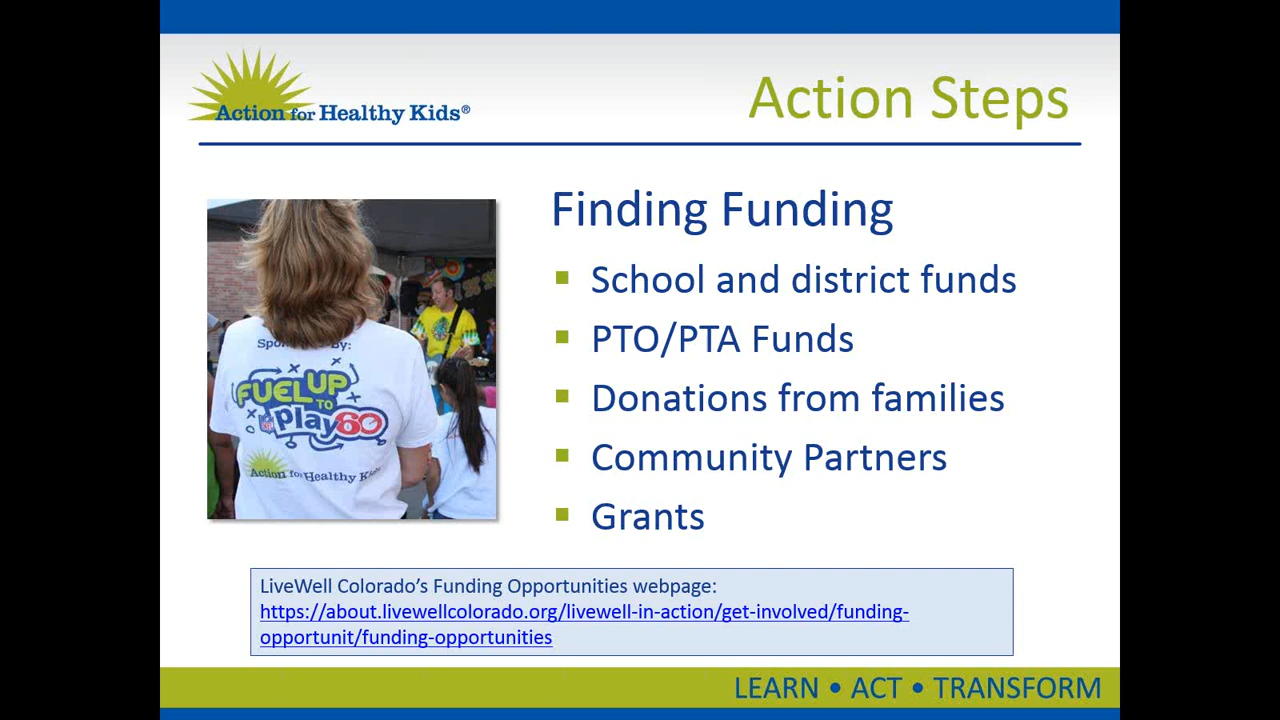 Action for Healthy Kids®
Action Steps
Finding Funding
School and district funds
PTO/PTA Funds
Donations from families
Community Partners
Grants
By:
FUEL UP
TO
Play 60
Action for Healthy
LiveWell Colorado's Funding Opportunities webpage:
https://about.livewellcolorado.org/livewell-in-action/get-involved/funding-
opportunit/funding-opportunities
LEARN • ACT • TRANSFORM